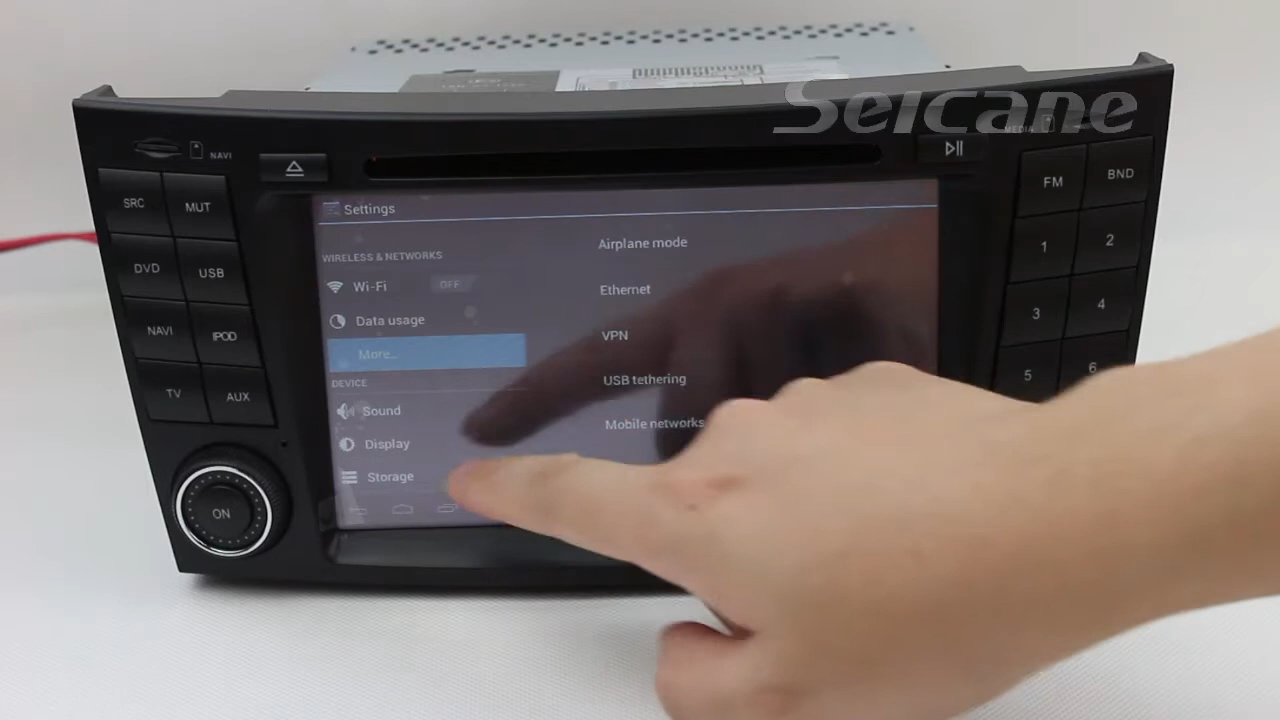 Seicane
MEDIA
NAVI
SRC
MUT
DVD
USB
NAVI
IPOD
TV
AUX
ON
FM
BND
1
2
3
4
5
6
Settings
WIRELESS & NETWORKS
Wi-Fi
OFF
Data usage
More...
DEVICE
Sound
Display
Storage
Airplane mode
Ethernet
VPN
USB tethering
Mobile networks